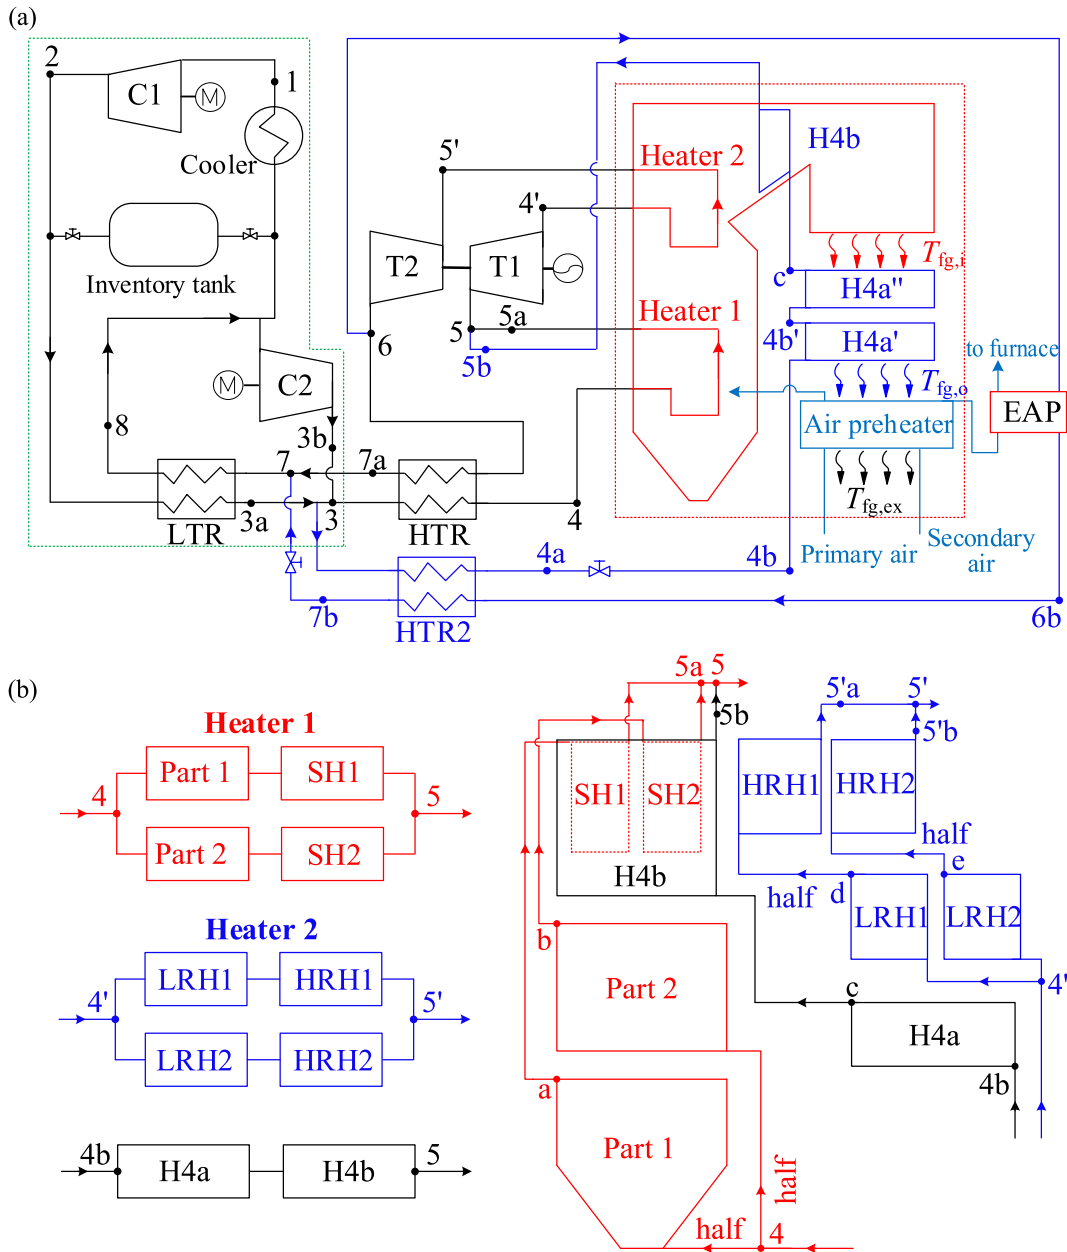 (a)
2
C1
M
1
Cooler
Inventory tank
C2
M
3b
8
7
7a
3a
3
LTR
HTR
4
4a
4b
7b
HTR2
6b
5'
4'
T2
T1
6
5
5a
5b
Heater 2
Heater 1
H4b
T_fg,i
c
H4a''
4b'
H4a'
T_fg,o
to furnace
EAP
Air preheater
T_fg,ex
Primary air
Secondary
air
(b)
Heater 1
4
Part 1
SH1
5
Part 2
SH2
Heater 2
4'
LRH1
HRH1
5'
LRH2
HRH2
4b
H4a
H4b
5
5a 5
5b
SH1
SH2
H4b
b
Part 2
a
Part 1
half
half
4
5'a
5'
5'b
HRH1
HRH2
half
e
half
d
LRH1
LRH2
4'
c
H4a
4b